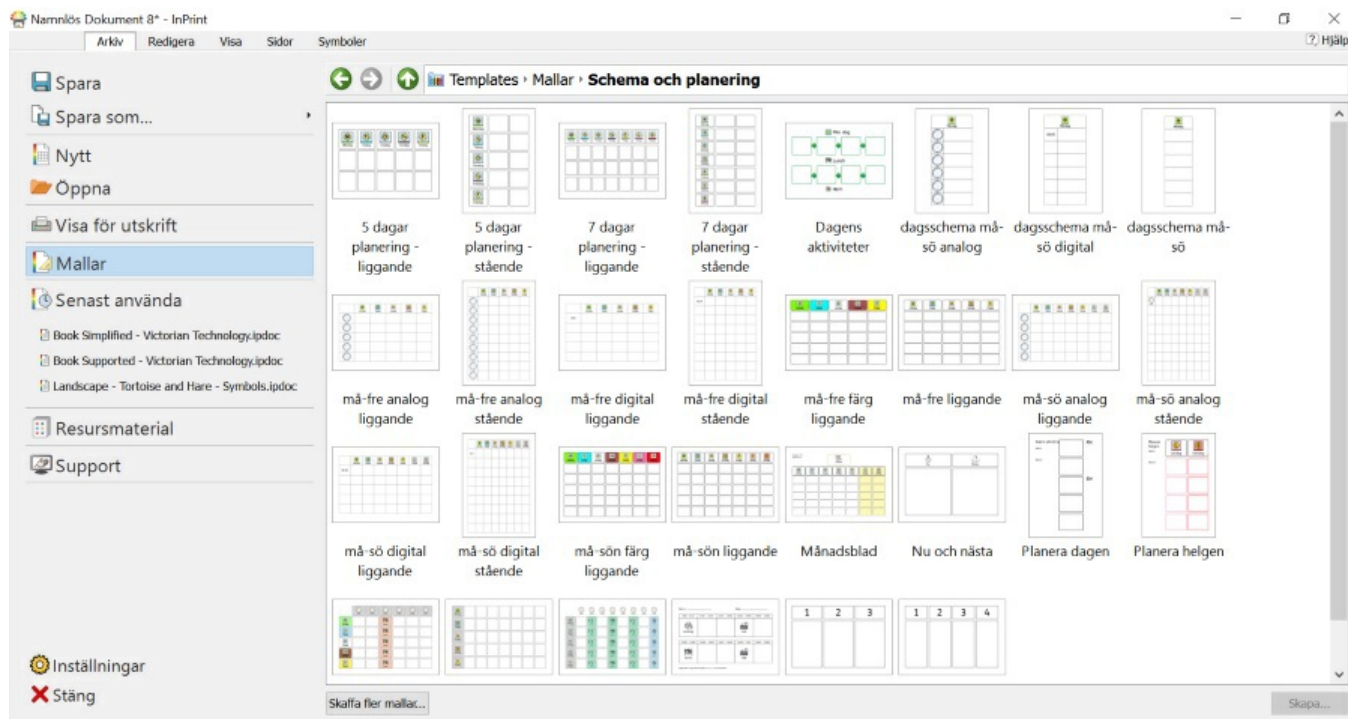 Namnlös Dokument 8* - InPrint
Arkiv Redigera Visa Sidor Symboler Hjälp
Spara
Spara som...
Nytt
Öppna
Visa för utskrift
Mallar
Senast använda
Book Simplified - Victorian Technology.ipdoc
Book Supported - Victorian Technology.ipdoc
Landscape - Tortoise and Hare - Symbols.ipdoc
Resursmaterial
Support
Inställningar
Stäng
Templates Mallar Schema och planering
5 dagar planering - liggande
5 dagar planering - stående
7 dagar planering - liggande
7 dagar planering - stående
Dagens aktiviteter
dagsschema må-sö analog
dagsschema må-sö digital
dagsschema må-sö
må-fre analog liggande
må-fre analog stående
må-fre digital liggande
må-fre digital stående
må-fre färg liggande
må-fre liggande
må-sö analog liggande
må-sö analog stående
må-sö digital liggande
må-sö digital stående
må-sön färg liggande
må-sön liggande
Månadsblad
Nu och nästa
Planera dagen
Planera helgen
1 2 3
1 2 3 4
Skaffa fler mallar...
Skapa...